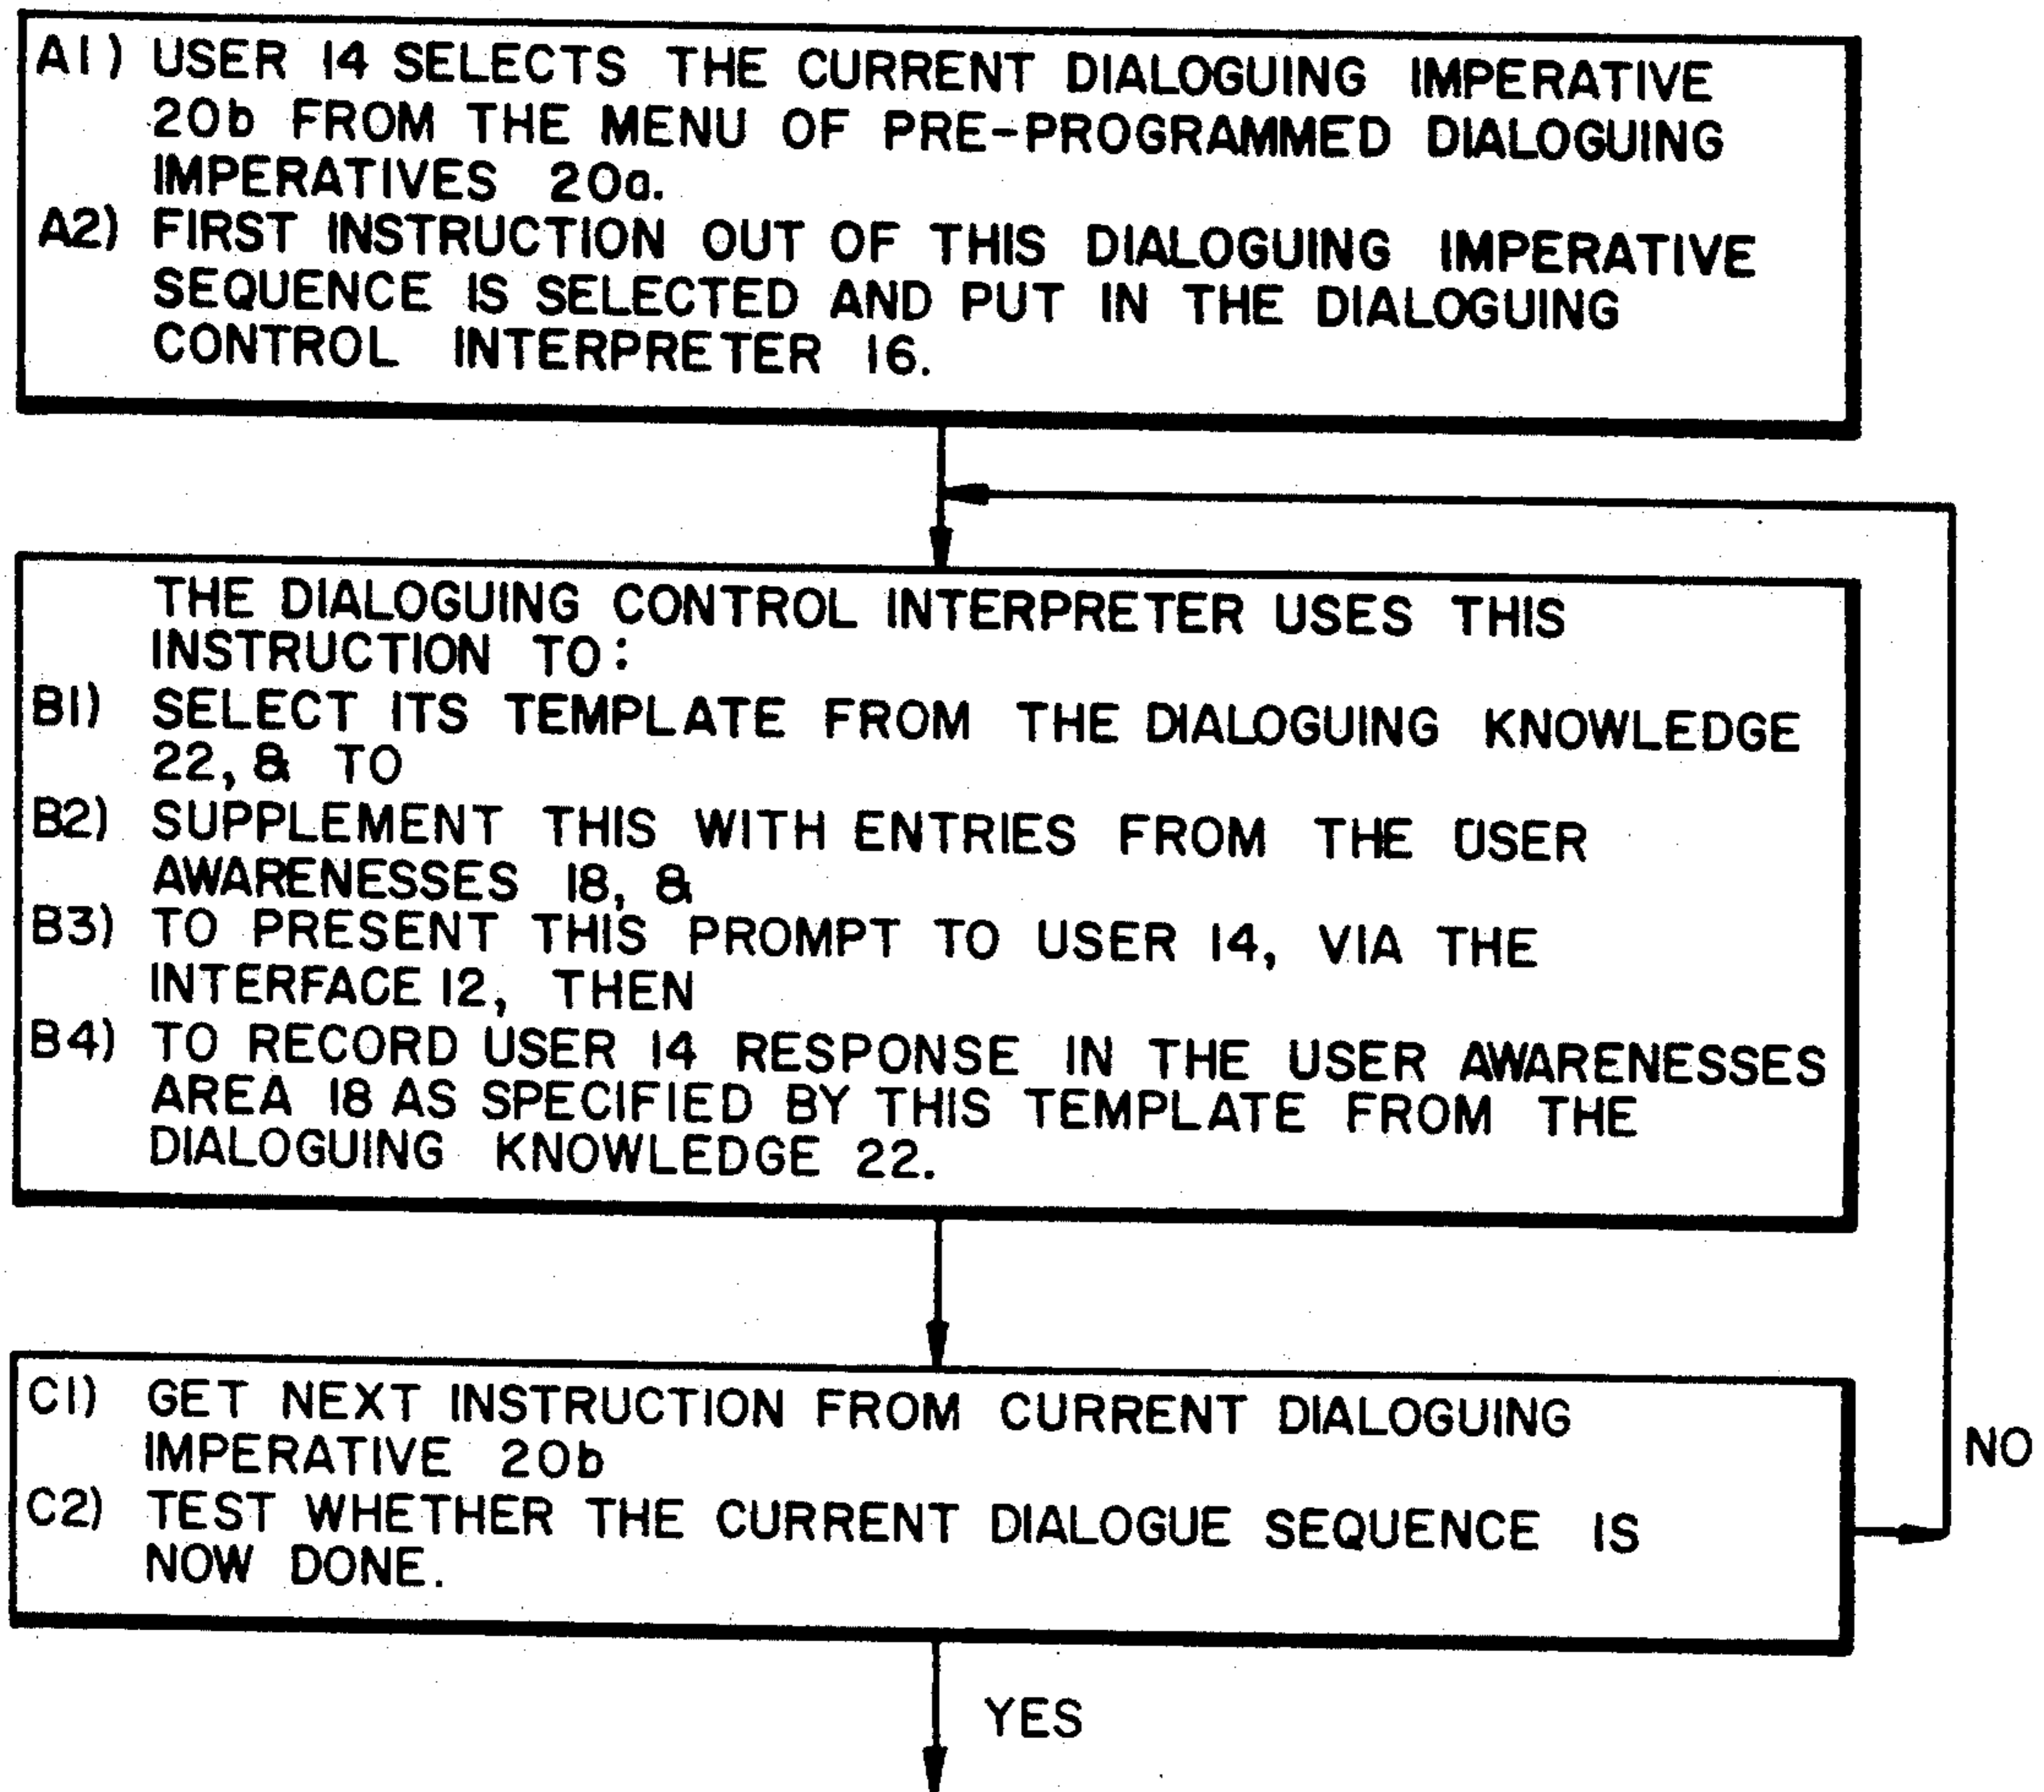 A1) USER 14 SELECTS THE CURRENT DIALOGUING IMPERATIVE
20b FROM THE MENU OF PRE-PROGRAMMED DIALOGUING
IMPERATIVES 20a.
A2) FIRST INSTRUCTION OUT OF THIS DIALOGUING IMPERATIVE
SEQUENCE IS SELECTED AND PUT IN THE DIALOGUING
CONTROL INTERPRETER 16.
THE DIALOGUING CONTROL INTERPRETER USES THIS
INSTRUCTION TO:
B1) SELECT ITS TEMPLATE FROM THE DIALOGUING KNOWLEDGE
22, & TO
B2) SUPPLEMENT THIS WITH ENTRIES FROM THE USER
AWARENESSES 18, &
B3) TO PRESENT THIS PROMPT TO USER 14, VIA THE
INTERFACE 12, THEN
B4) TO RECORD USER 14 RESPONSE IN THE USER AWARENESSES
AREA 18 AS SPECIFIED BY THIS TEMPLATE FROM THE
DIALOGUING KNOWLEDGE 22.
C1) GET NEXT INSTRUCTION FROM CURRENT DIALOGUING
IMPERATIVE 20b
NO
C2) TEST WHETHER THE CURRENT DIALOGUE SEQUENCE IS
NOW DONE.
YES